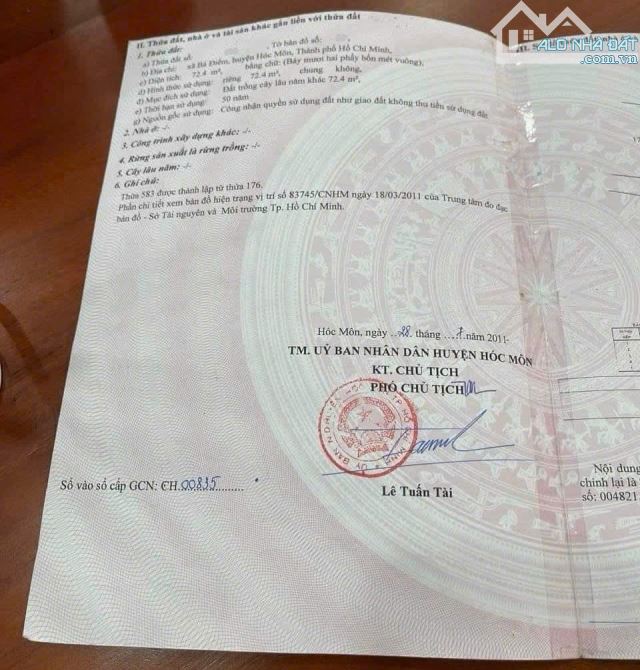 ALO NHÀ ĐẤT
Alonhadat.com.vn
II. Thửa đất, nhà ở và tài sản khác gắn liền với thửa đất
1. Thửa đất:
a) Thửa đất số: , Tờ bản đồ số: ,
b) Địa chỉ: xã Bà Điểm, huyện Hóc Môn, Thành phố Hồ Chí Minh,
c) Diện tích: 72.4 m², bằng chữ: (Bảy mươi hai phẩy bốn mét vuông),
d) Hình thức sử dụng: riêng 72.4 m², chung không,
đ) Mục đích sử dụng: Đất trồng cây lâu năm khác 72.4 m²,
e) Thời hạn sử dụng: 50 năm
g) Nguồn gốc sử dụng: Công nhận quyền sử dụng đất như giao đất không thu tiền sử dụng đất
2. Nhà ở: -/-
3. Công trình xây dựng khác: -/-
4. Rừng sản xuất là rừng trồng: -/-
5. Cây lâu năm: -/-
6. Ghi chú:
Thửa 583 được thành lập từ thửa 176.
Phần chi tiết xem bản đồ hiện trạng vị trí số 83745/CNHM ngày 18/03/2011 của Trung tâm đo đạc
bản đồ - Sở Tài nguyên và Môi trường Tp. Hồ Chí Minh.
Hóc Môn, ngày 28 tháng 7 năm 2011
TM. UỶ BAN NHÂN DÂN HUYỆN HÓC MÔN
KT. CHỦ TỊCH
PHÓ CHỦ TỊCH
Lê Tuấn Tài
Số vào sổ cấp GCN: CH 00835
Nội dung
chỉnh lại là
số: 004821